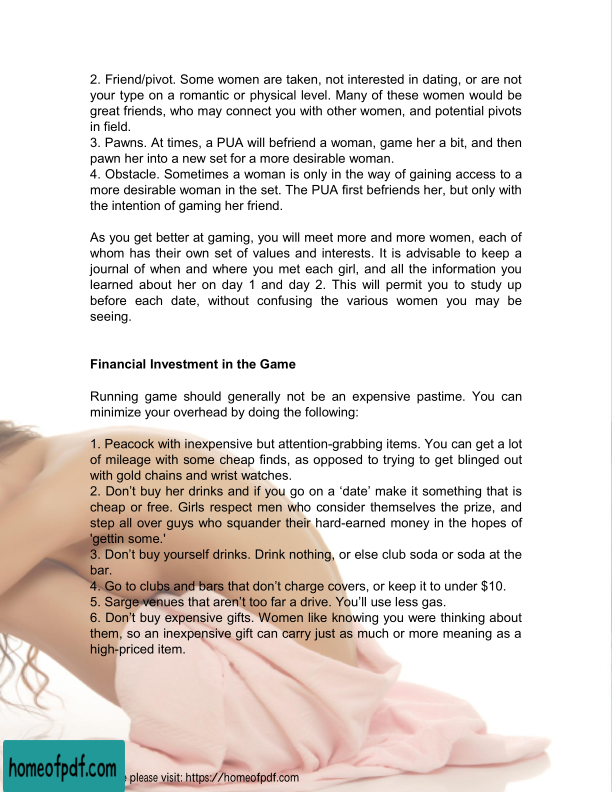 2. Friend/pivot. Some women are taken, not interested in dating, or are not
your type on a romantic or physical level. Many of these women would be
great friends, who may connect you with other women, and potential pivots
in field.
3. Pawns. At times, a PUA will befriend a woman, game her a bit, and then
pawn her into a new set for a more desirable woman.
4. Obstacle. Sometimes a woman is only in the way of gaining access to a
more desirable woman in the set. The PUA first befriends her, but only with
the intention of gaming her friend.
As you get better at gaming, you will meet more and more women, each of
whom has their own set of values and interests. It is advisable to keep a
journal of when and where you met each girl, and all the information you
learned about her on day 1 and day 2. This will permit you to study up
before each date, without confusing the various women you may be
seeing.
Financial Investment in the Game
Running game should generally not be an expensive pastime. You can
minimize your overhead by doing the following:
1. Peacock with inexpensive but attention-grabbing items. You can get a lot
of mileage with some cheap finds, as opposed to trying to get blinged out
with gold chains and wrist watches.
2. Don’t buy her drinks and if you go on a ‘date’ make it something that is
cheap or free. Girls respect men who consider themselves the prize, and
step all over guys who squander their hard-earned money in the hopes of
'gettin some.'
3. Don’t buy yourself drinks. Drink nothing, or else club soda or soda at the
bar.
4. Go to clubs and bars that don’t charge covers, or keep it to under $10.
5. Sarge venues that aren’t too far a drive. You’ll use less gas.
6. Don’t buy expensive gifts. Women like knowing you were thinking about
them, so an inexpensive gift can carry just as much or more meaning as a
high-priced item.
homeofpdf.com
please visit: https://homeofpdf.com